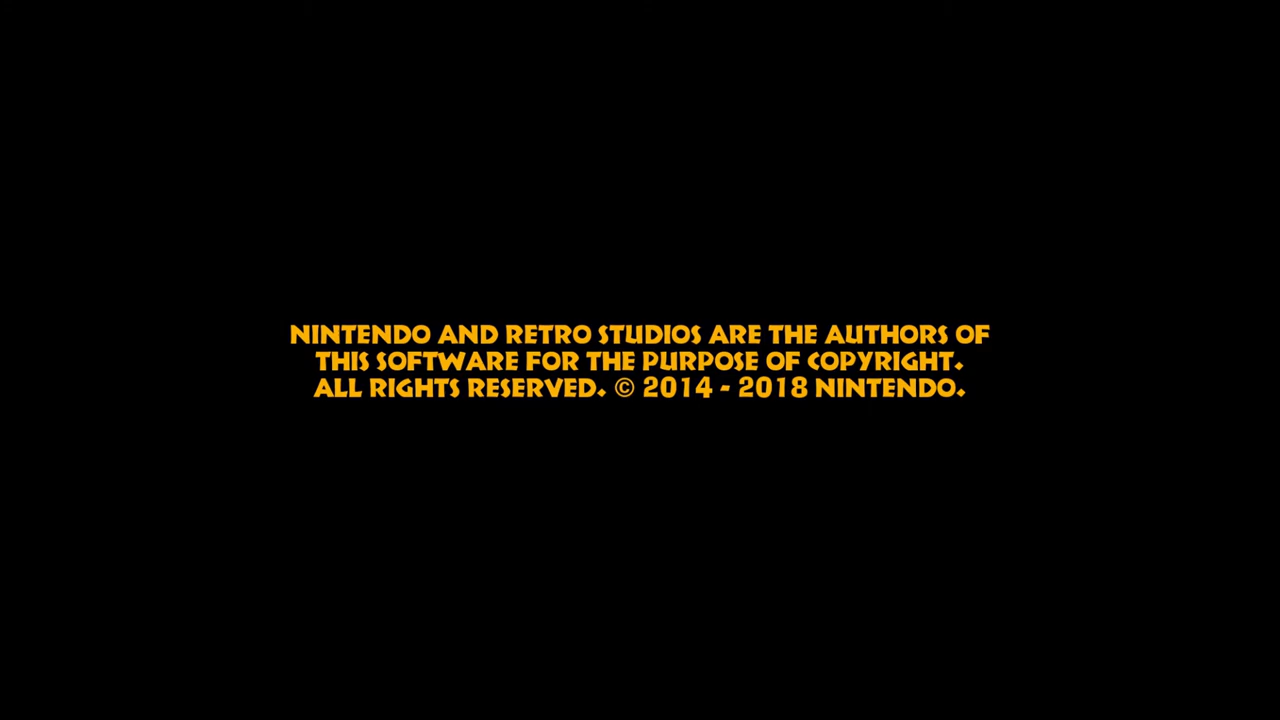 NINTENDO AND RETRO STUDIOS ARE THE AUTHORS OF
THIS SOFTWARE FOR THE PURPOSE OF COPYRIGHT.
ALL RIGHTS RESERVED. © 2014 - 2018 NINTENDO.